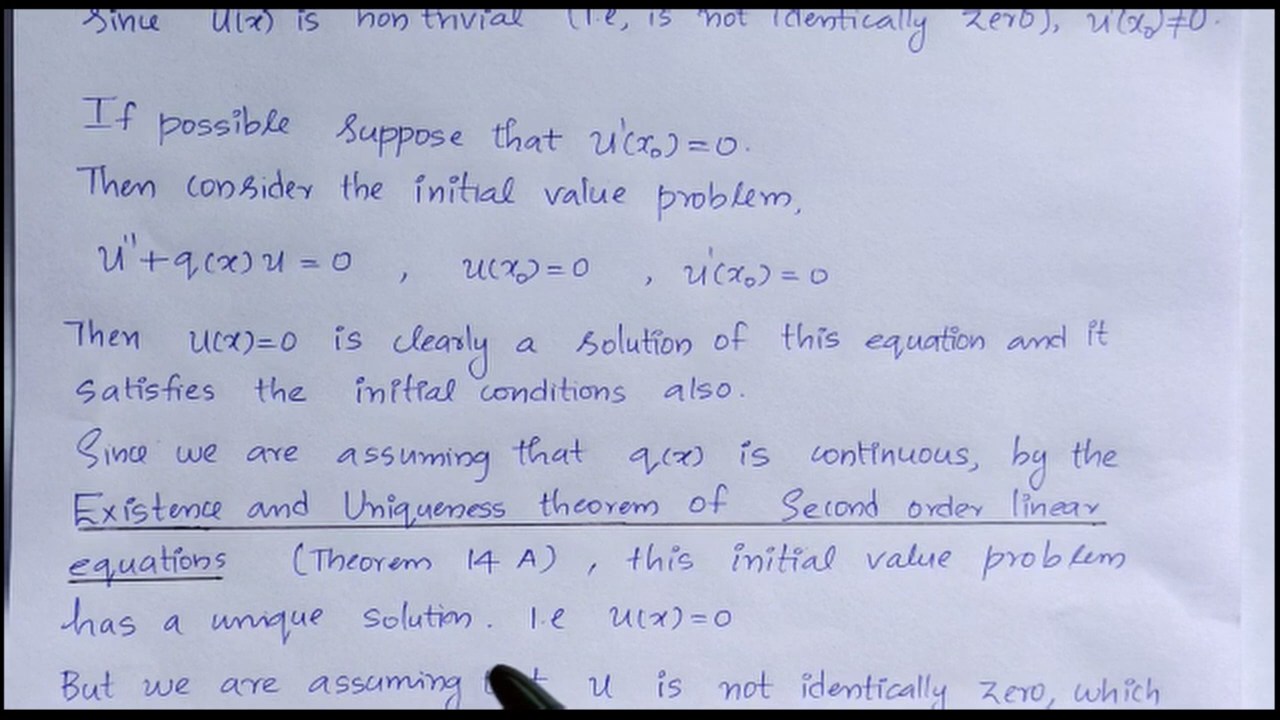 Since u(x) is non trivial (i.e, is not identically zero), u'(x₀)≠0.
If possible suppose that u'(x₀)=0.
Then consider the initial value problem,
u''+q(x)u=0 , u(x₀)=0 , u'(x₀)=0
Then u(x)=0 is clearly a solution of this equation and it
satisfies the initial conditions also.
Since we are assuming that q(x) is continuous, by the
Existence and Uniqueness theorem of Second order linear
equations (Theorem 14 A), this initial value problem
has a unique solution. I.e u(x)=0
But we are assuming u is not identically zero, which